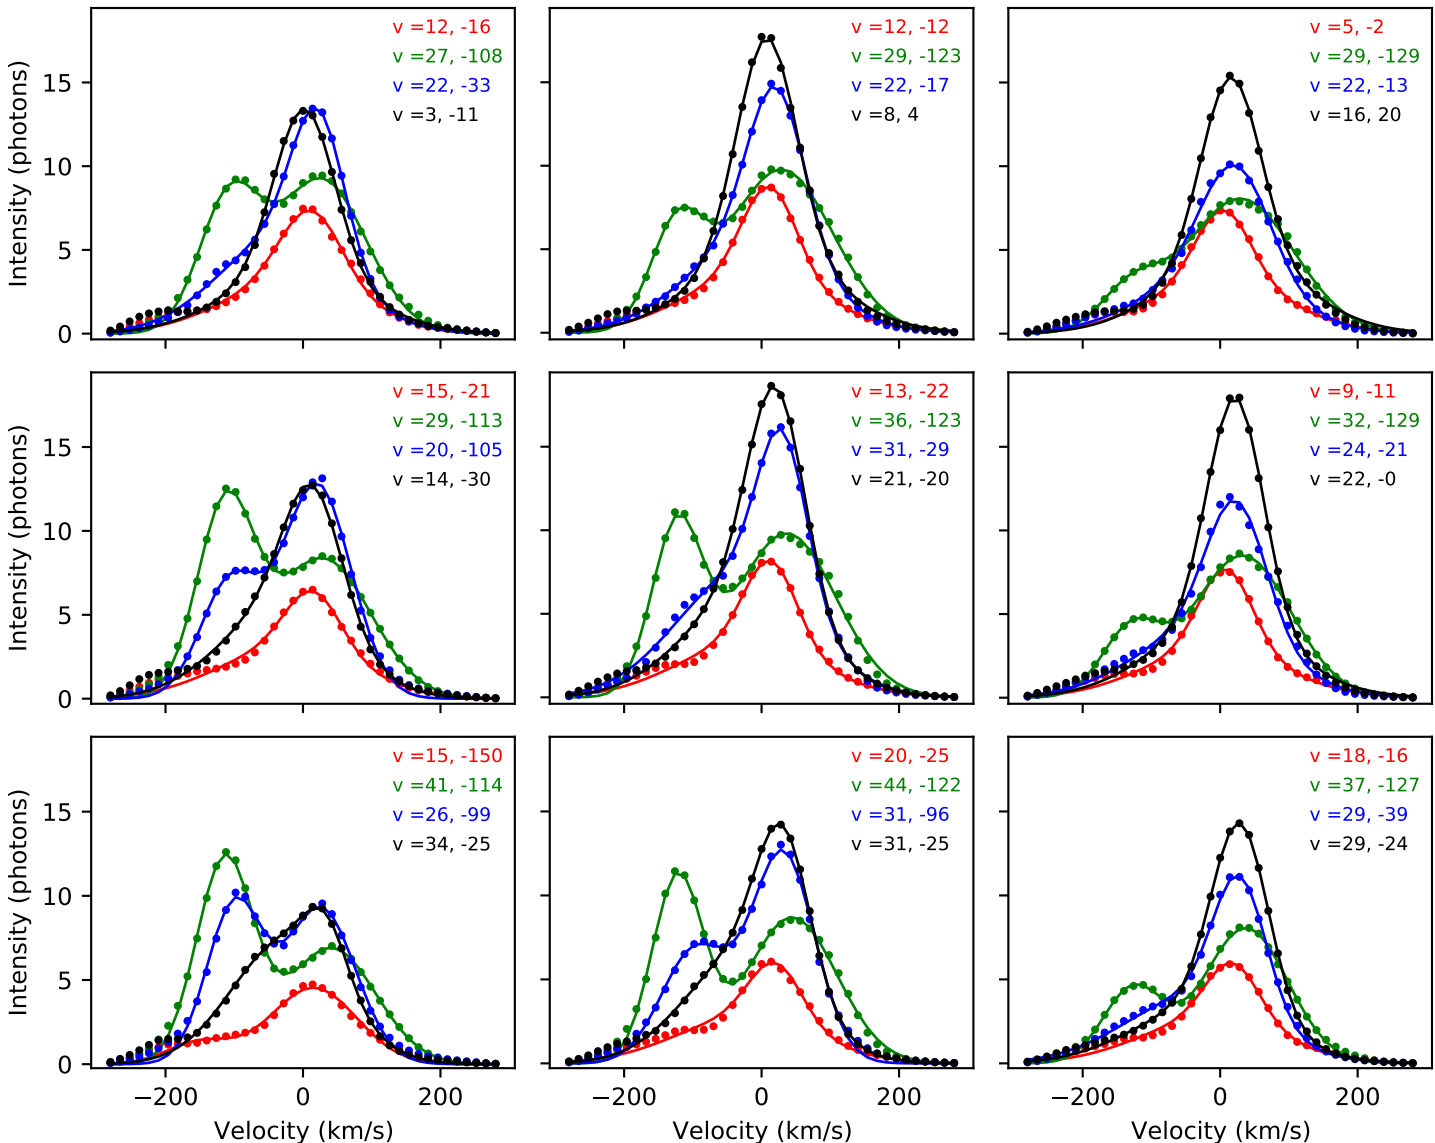 v =12, -16
v =27, -108
v =22, -33
v =3, -11
v =12, -12
v =29, -123
v =22, -17
v =8, 4
v =5, -2
v =29, -129
v =22, -13
v =16, 20
15
10
5
0
Intensity (photons)
v =15, -21
v =29, -113
v =20, -105
v =14, -30
v =13, -22
v =36, -123
v =31, -29
v =21, -20
v =9, -11
v =32, -129
v =24, -21
v =22, -0
15
10
5
0
Intensity (photons)
v =15, -150
v =41, -114
v =26, -99
v =34, -25
v =20, -25
v =44, -122
v =31, -96
v =31, -25
v =18, -16
v =37, -127
v =29, -39
v =29, -24
15
10
5
0
Intensity (photons)
−200 0 200
−200 0 200
−200 0 200
Velocity (km/s)
Velocity (km/s)
Velocity (km/s)